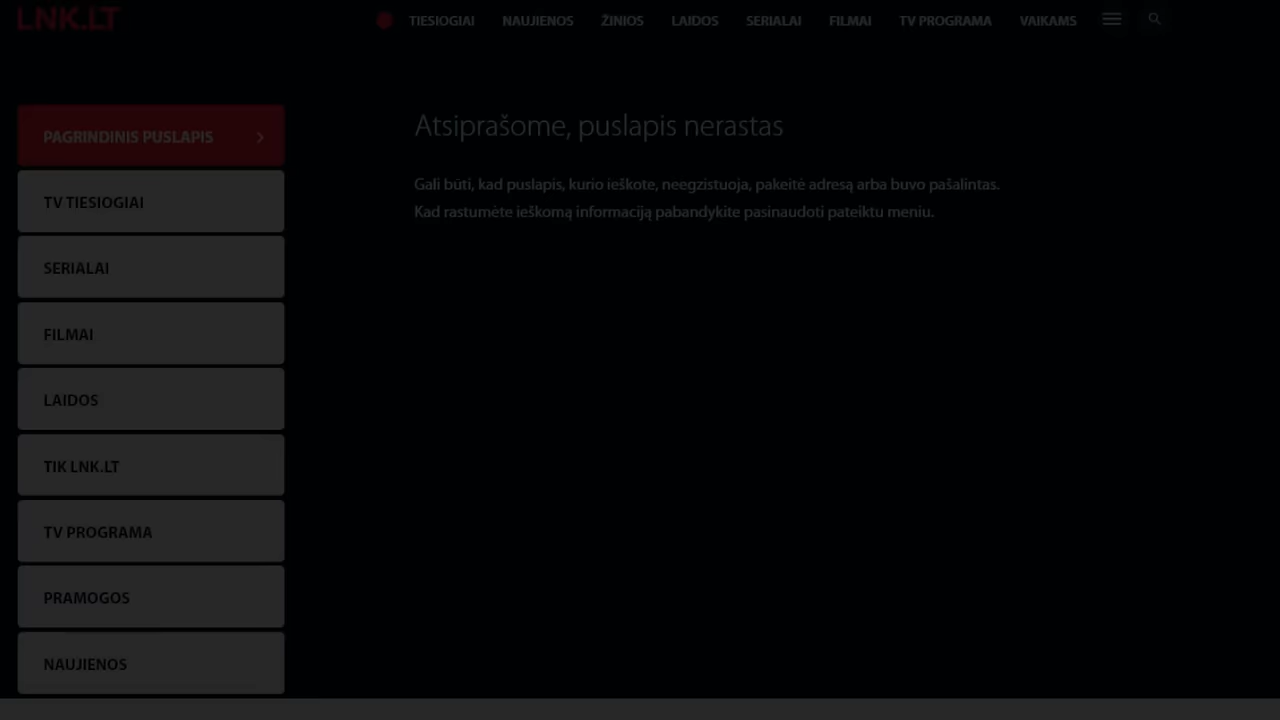 LNK.LT
TIESIOGIAI NAUJIENOS ŽINIOS LAIDOS SERIALAI FILMAI TV PROGRAMA VAIKAMS
PAGRINDINIS PUSLAPIS
TV TIESIOGIAI
SERIALAI
FILMAI
LAIDOS
TIK LNK.LT
TV PROGRAMA
PRAMOGOS
NAUJIENOS
Atsiprašome, puslapis nerastas
Gali būti, kad puslapis, kurio ieškote, neegzistuoja, pakeitė adresą arba buvo pašalintas.
Kad rastumėte ieškomą informaciją pabandykite pasinaudoti pateiktu meniu.